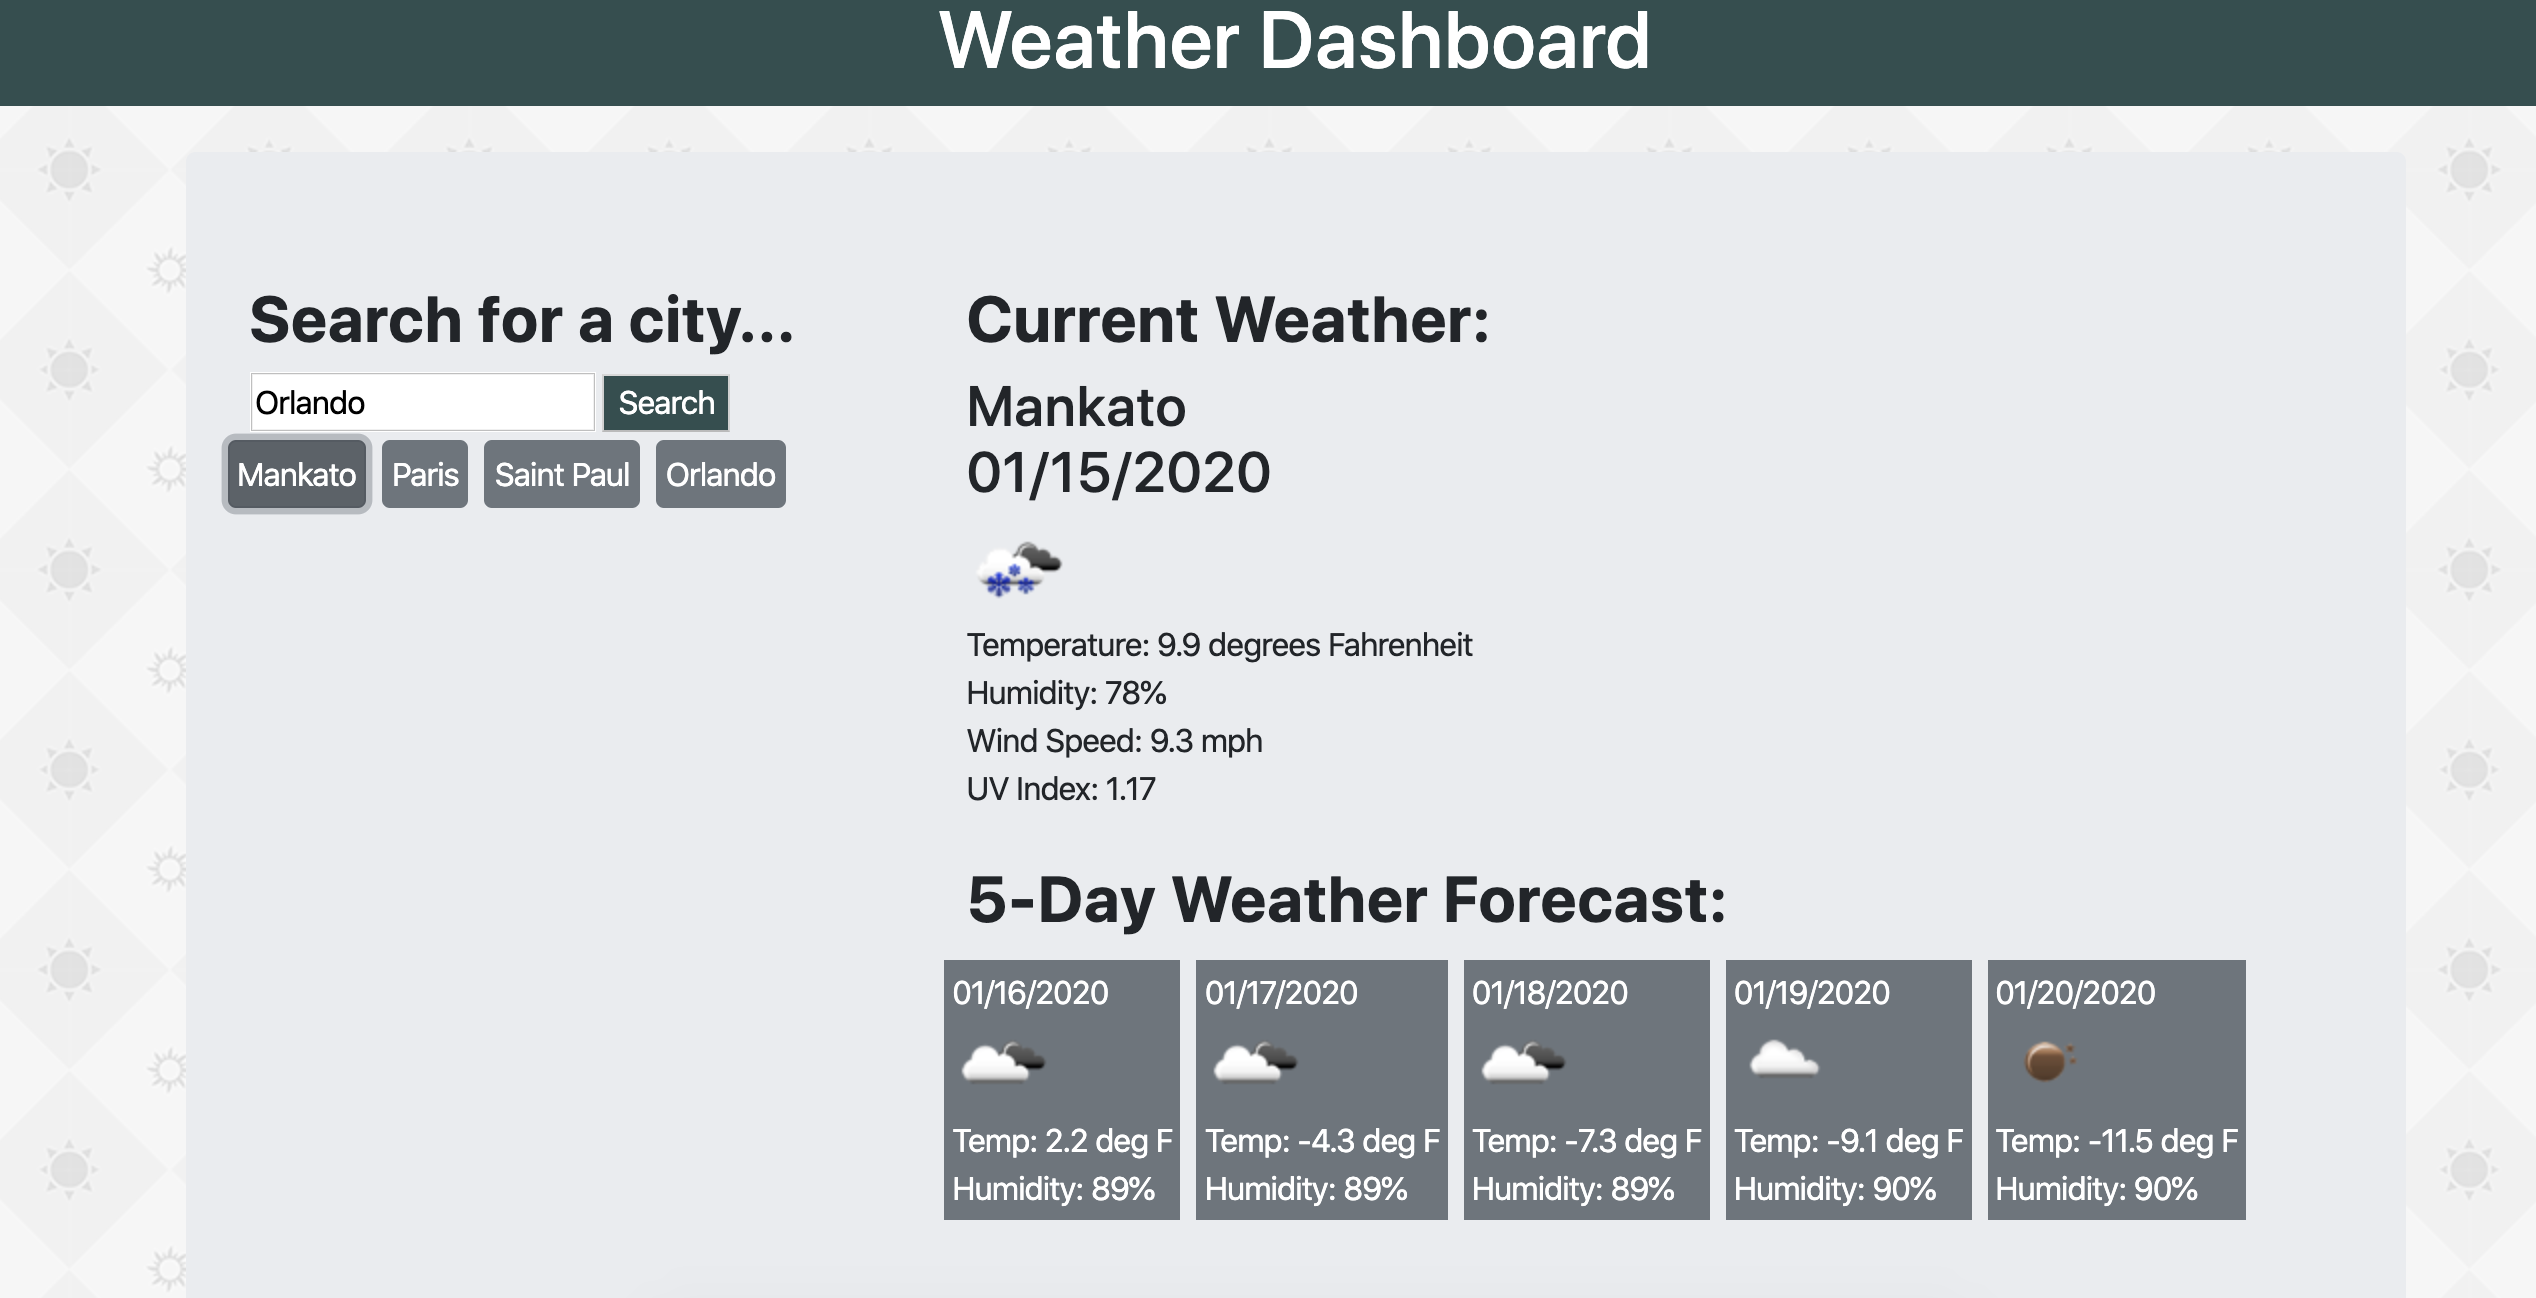 Weather Dashboard
Search for a city...
Orlando
Search
Mankato
Paris
Saint Paul
Orlando
Current Weather:
Mankato
01/15/2020
Temperature: 9.9 degrees Fahrenheit
Humidity: 78%
Wind Speed: 9.3 mph
UV Index: 1.17
5-Day Weather Forecast:
01/16/2020
Temp: 2.2 deg F
Humidity: 89%
01/17/2020
Temp: -4.3 deg F
Humidity: 89%
01/18/2020
Temp: -7.3 deg F
Humidity: 89%
01/19/2020
Temp: -9.1 deg F
Humidity: 90%
01/20/2020
Temp: -11.5 deg F
Humidity: 90%